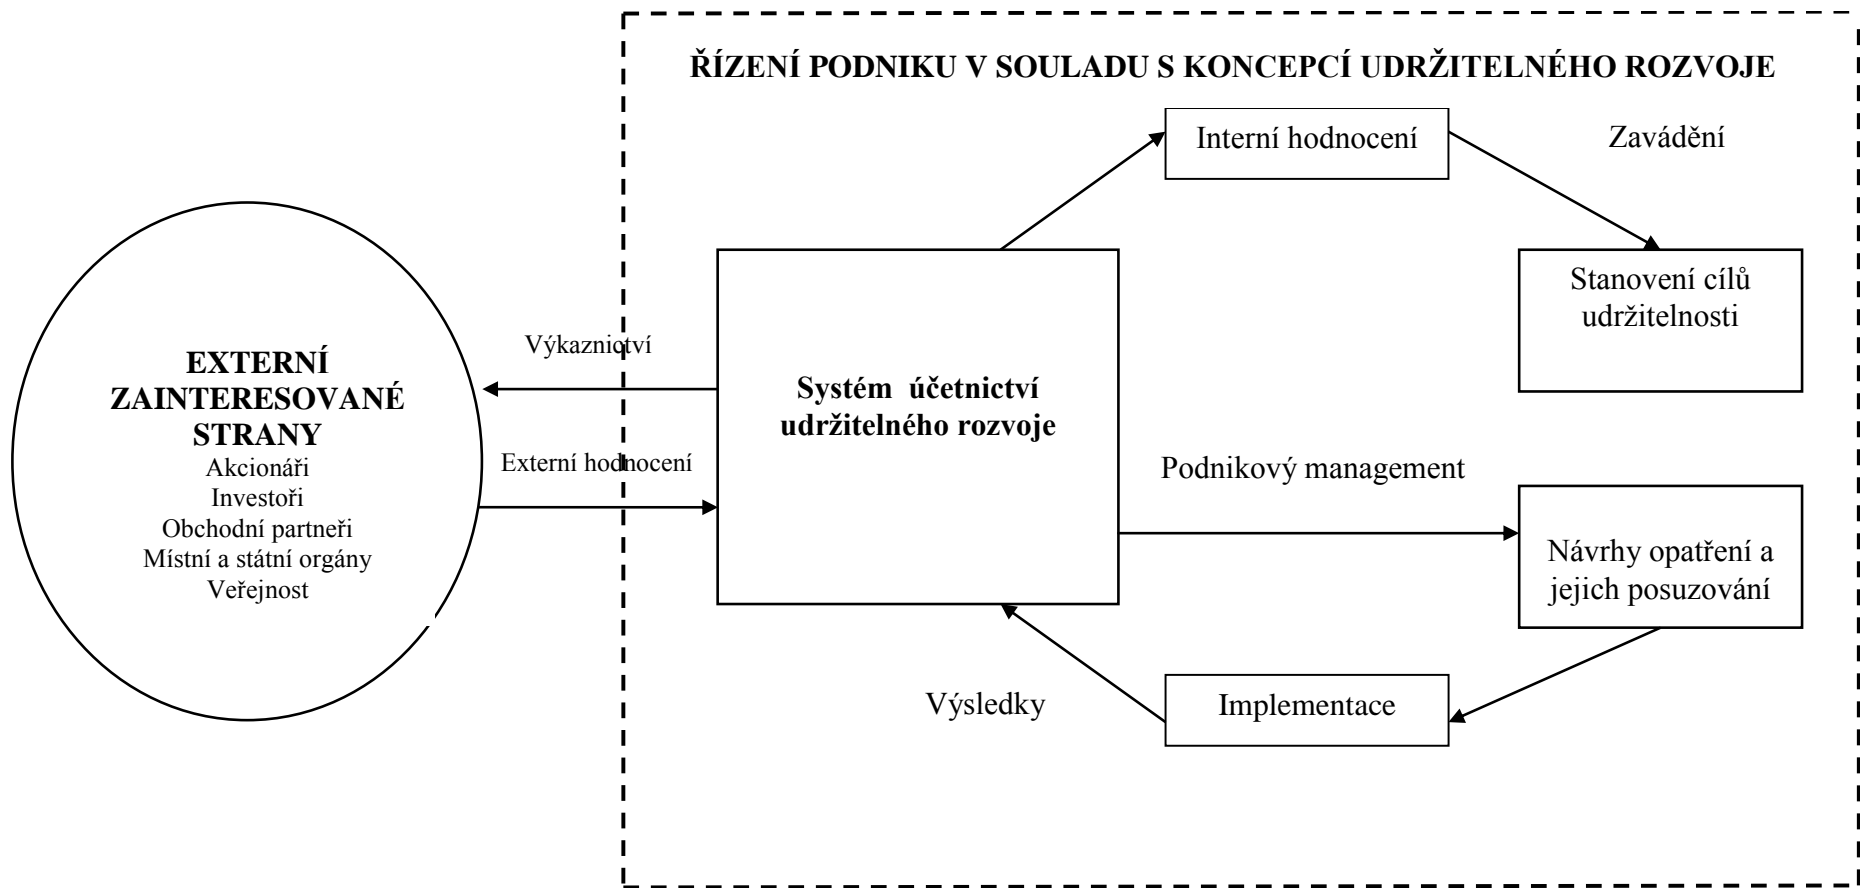 ŘÍZENÍ PODNIKU V SOULADU S KONCEPCÍ UDRŽITELNÉHO ROZVOJE
Interní hodnocení
Zavádění
Stanovení cílů
udržitelnosti
Výkaznictví
EXTERNÍ
ZAINTERESOVANÉ
STRANY
Akcionáři
Investoři
Obchodní partneři
Místní a státní orgány
Veřejnost
Systém účetnictví
udržitelného rozvoje
Externí hodnocení
Podnikový management
Návrhy opatření a
jejich posuzování
Výsledky
Implementace